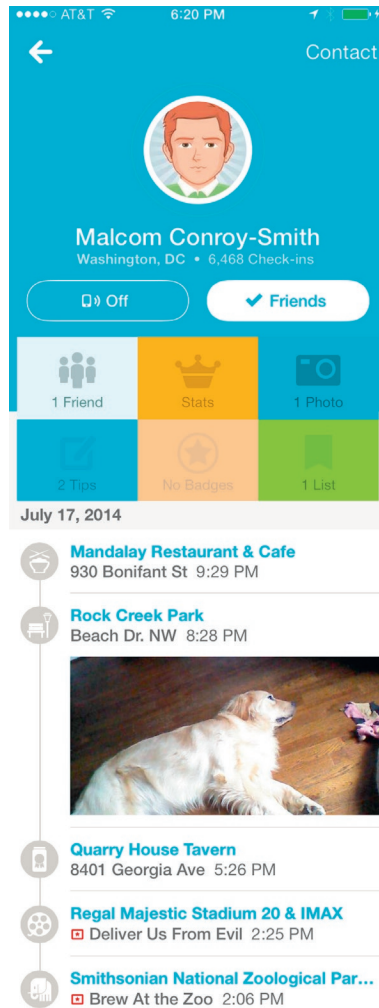 AT&T 6:20 PM
Contact
Malcom Conroy-Smith
Washington, DC • 6,468 Check-ins
Off
Friends
1 Friend
Stats
1 Photo
2 Tips
No Badges
1 List
July 17, 2014
Mandalay Restaurant & Cafe
930 Bonifant St 9:29 PM
Rock Creek Park
Beach Dr. NW 8:28 PM
Quarry House Tavern
8401 Georgia Ave 5:26 PM
Regal Majestic Stadium 20 & IMAX
Deliver Us From Evil 2:25 PM
Smithsonian National Zoological Par...
Brew At the Zoo 2:06 PM